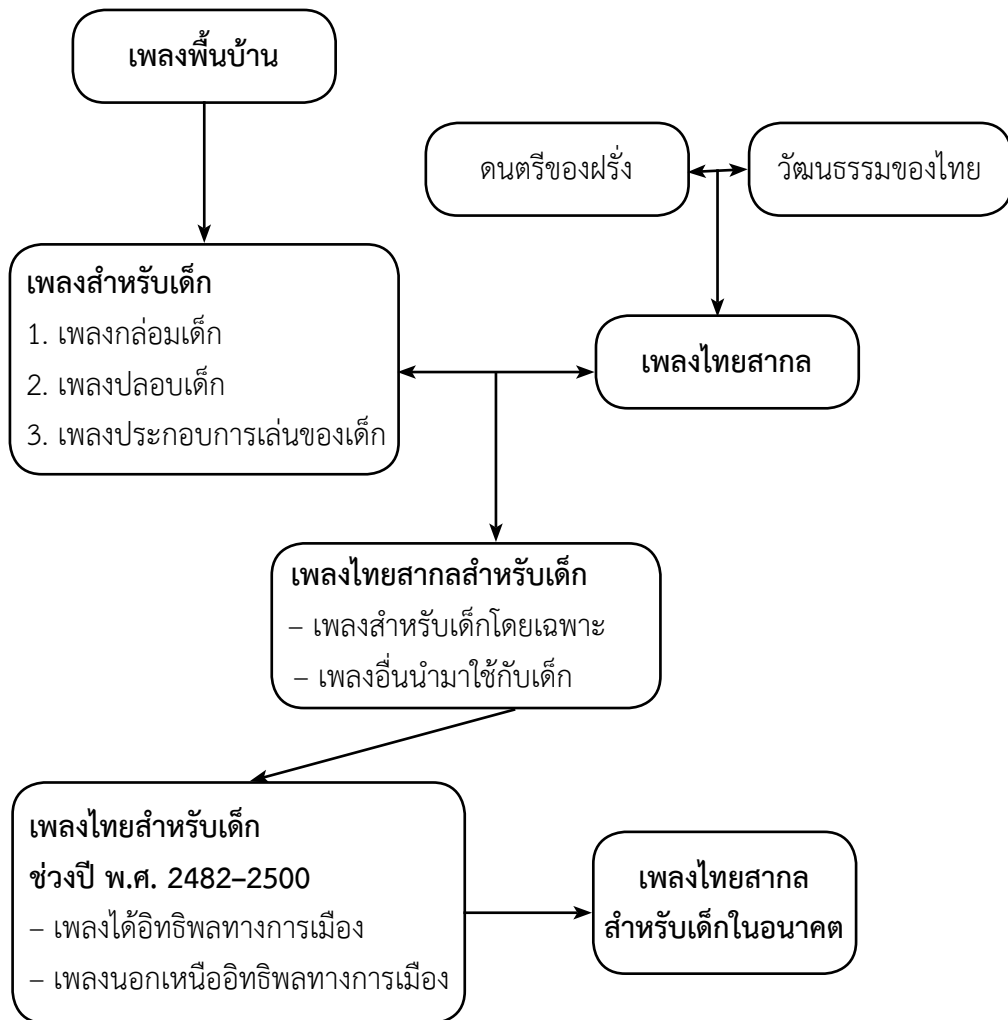 เพลงพื้นบ้าน
ดนตรีของฝรั่ง
วัฒนธรรมของไทย
เพลงสำหรับเด็ก
1. เพลงกล่อมเด็ก
2. เพลงปลอบเด็ก
3. เพลงประกอบการเล่นของเด็ก
เพลงไทยสากล
เพลงไทยสากลสำหรับเด็ก
– เพลงสำหรับเด็กโดยเฉพาะ
– เพลงอื่นนำมาใช้กับเด็ก
เพลงไทยสำหรับเด็ก
ช่วงปี พ.ศ. 2482–2500
– เพลงได้อิทธิพลทางการเมือง
– เพลงนอกเหนืออิทธิพลทางการเมือง
เพลงไทยสากล
สำหรับเด็กในอนาคต